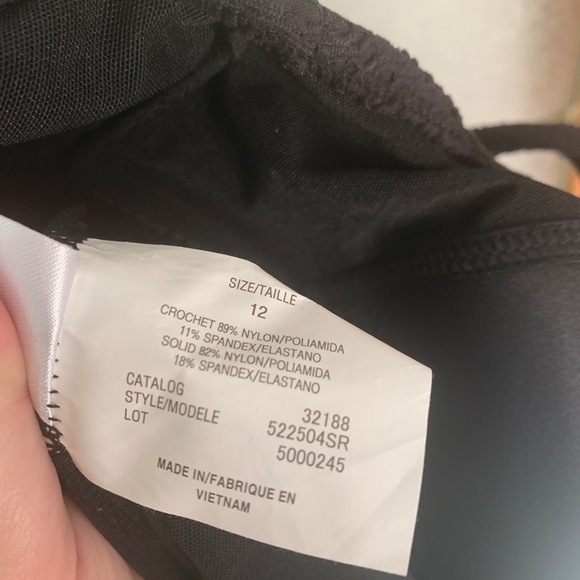 SIZE/TAILLE
12
CROCHET 89% NYLON/POLIAMIDA
11% SPANDEX/ELASTANO
SOLID 82% NYLON/POLIAMIDA
18% SPANDEX/ELASTANO
CATALOG 32188
STYLE/MODELE 522504SR
LOT 5000245
MADE IN/FABRIQUE EN
VIETNAM